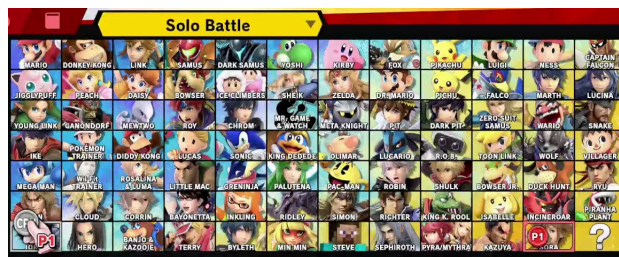 Solo Battle
MARIO DONKEY KONG LINK SAMUS DARK SAMUS YOSHI KIRBY FOX PIKACHU LUIGI NESS CAPTAIN FALCON
JIGGLYPUFF PEACH DAISY BOWSER ICE CLIMBERS SHEIK ZELDA DR. MARIO PICHU FALCO MARTH LUCINA
YOUNG LINK GANONDORF MEWTWO ROY CHROM MR. GAME & WATCH META KNIGHT PIT DARK PIT ZERO SUIT SAMUS WARIO SNAKE
IKE POKÉMON TRAINER DIDDY KONG LUCAS SONIC KING DEDEDE OLIMAR LUCARIO R.O.B. TOON LINK WOLF VILLAGER
MEGA MAN Wii Fit TRAINER ROSALINA & LUMA LITTLE MAC GRENINJA PALUTENA PAC-MAN ROBIN SHULK BOWSER JR. DUCK HUNT RYU
CLOUD CORRIN BAYONETTA INKLING RIDLEY SIMON RICHTER KING K. ROOL ISABELLE INCINEROAR PIRANHA PLANT
CP P1 HERO BANJO & KAZOOIE TERRY BYLETH MIN MIN STEVE SEPHIROTH PYRA/MYTHRA KAZUYA P1 ?